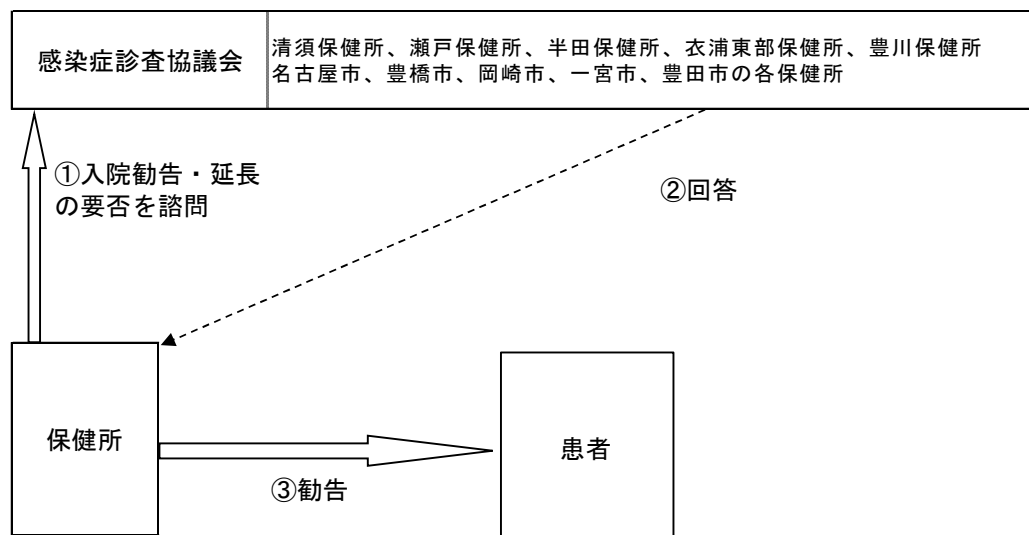 感染症診査協議会
清須保健所、瀬戸保健所、半田保健所、衣浦東部保健所、豊川保健所
名古屋市、豊橋市、岡崎市、一宮市、豊田市の各保健所
①入院勧告・延長
の要否を諮問
②回答
保健所
患者
③勧告